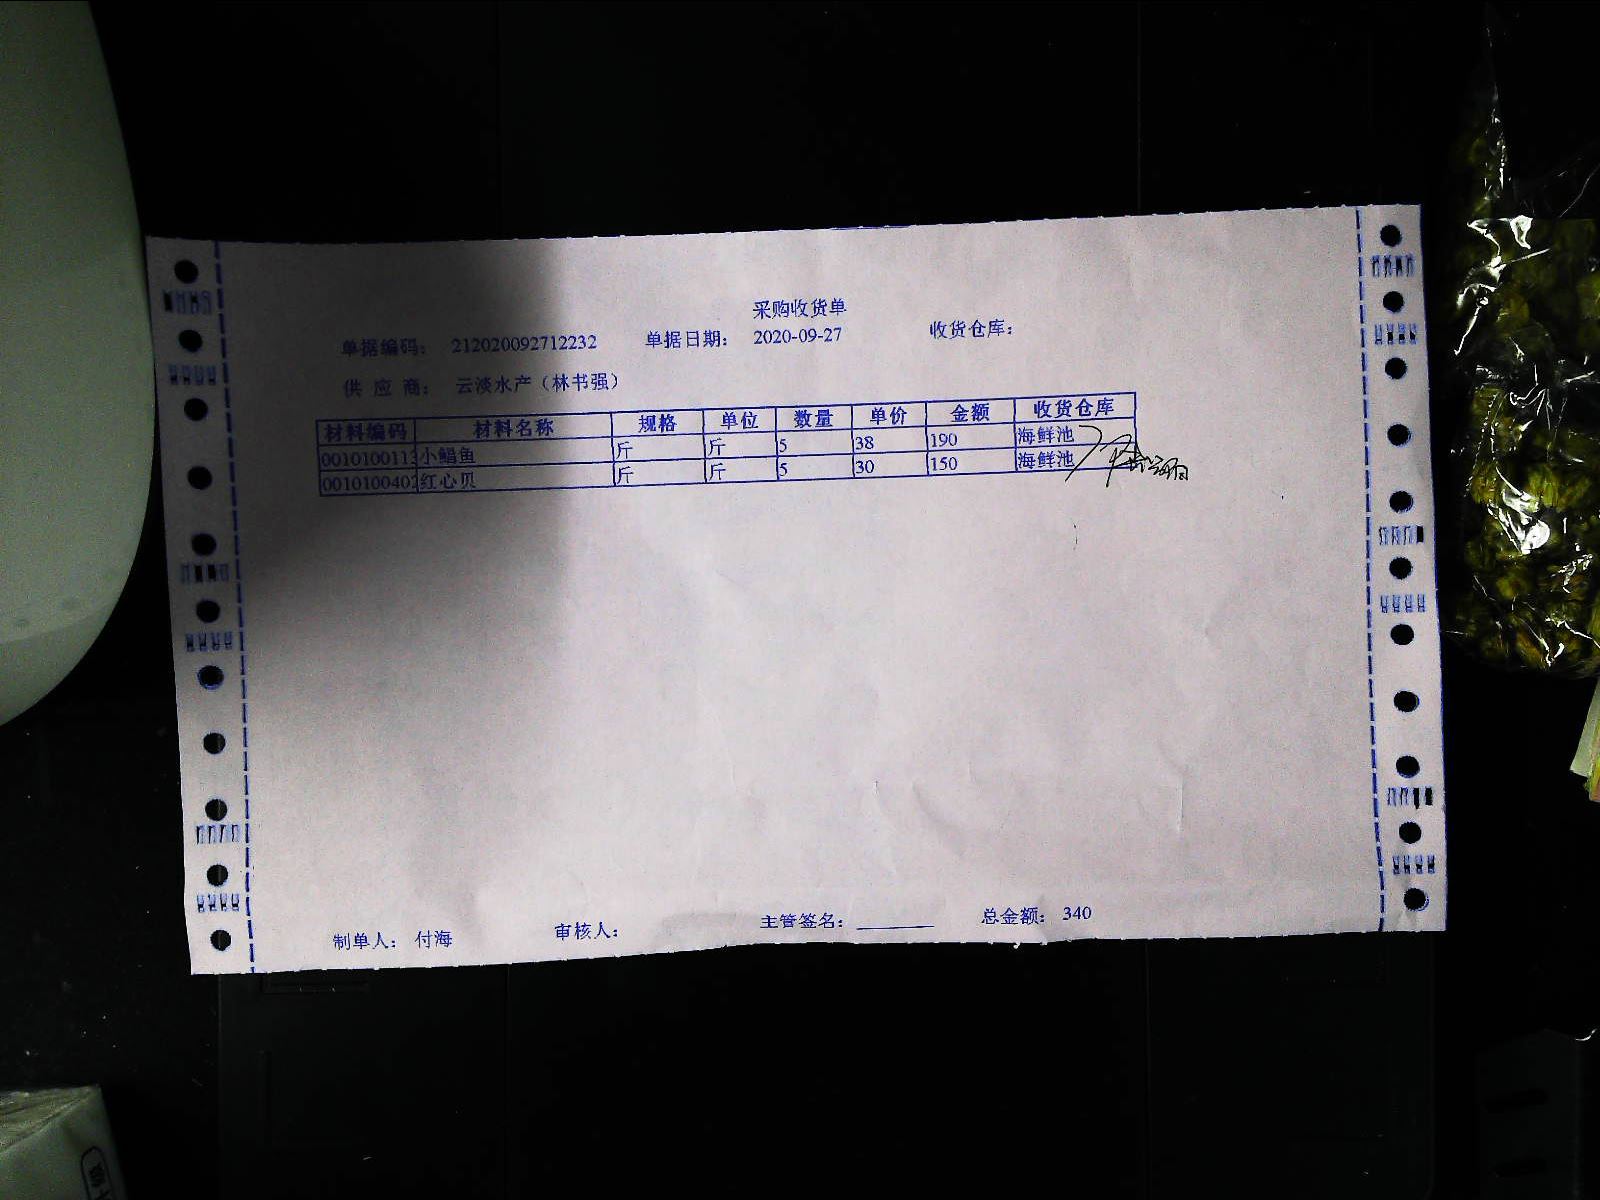 采购收货单
单据编码： 212020092712232 单据日期： 2020-09-27 收货仓库：
供 应 商： 云淡水产（林书强）
材料编码 材料名称 规格 单位 数量 单价 金额 收货仓库
0010100113 小鲳鱼 斤 斤 5 38 190 海鲜池
0010100402 红心贝 斤 斤 5 30 150 海鲜池
制单人： 付海 审核人： 主管签名： 总金额： 340